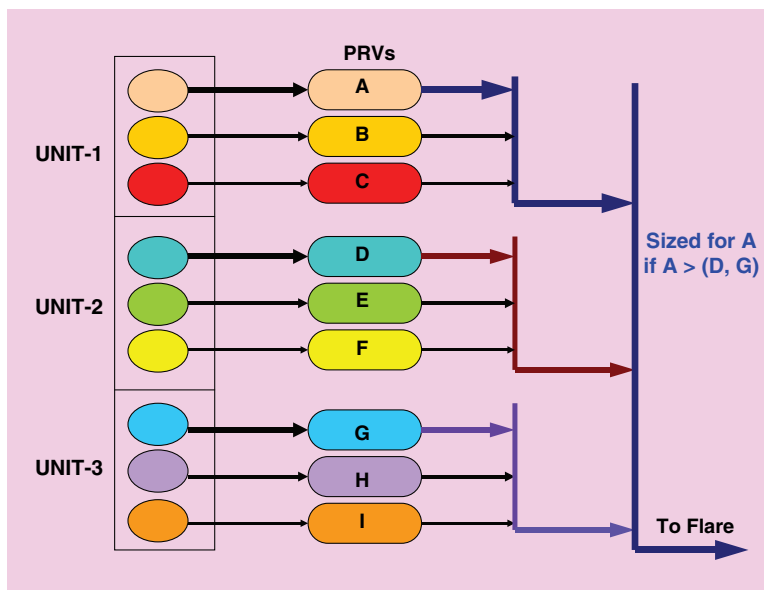 PRVs
UNIT-1
A
B
C
UNIT-2
D
E
F
UNIT-3
G
H
I
Sized for A
if A > (D, G)
To Flare